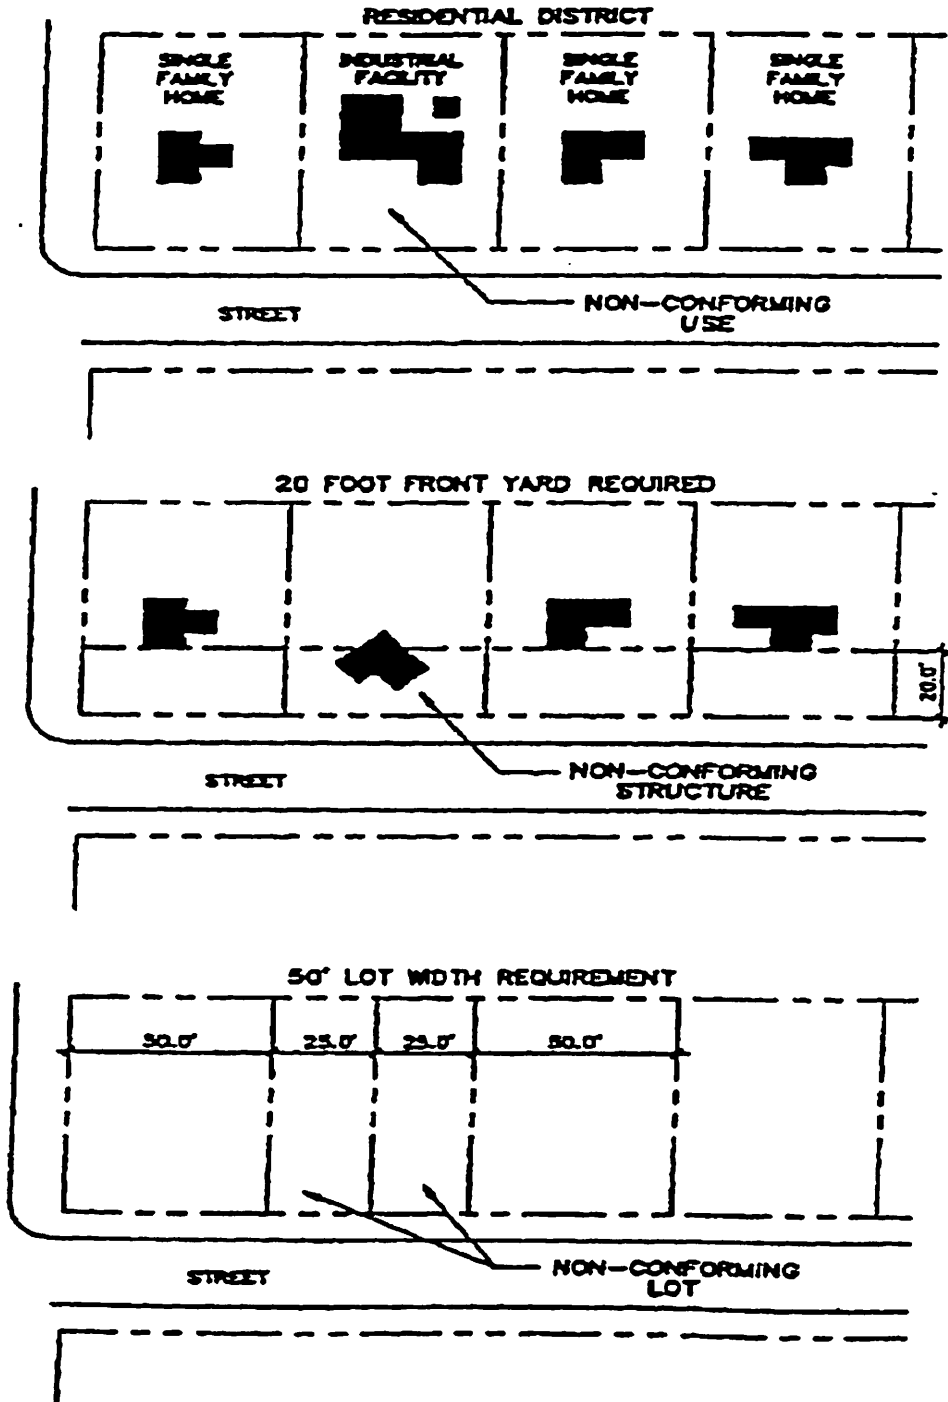 RESIDENTIAL DISTRICT
SINGLE
FAMILY
HOME
INDUSTRIAL
FACILITY
SINGLE
FAMILY
HOME
SINGLE
FAMILY
HOME
STREET
NON-CONFORMING
USE
20 FOOT FRONT YARD REQUIRED
20.0'
STREET
NON-CONFORMING
STRUCTURE
50' LOT WIDTH REQUIREMENT
50.0'
25.0'
25.0'
50.0'
STREET
NON-CONFORMING
LOT